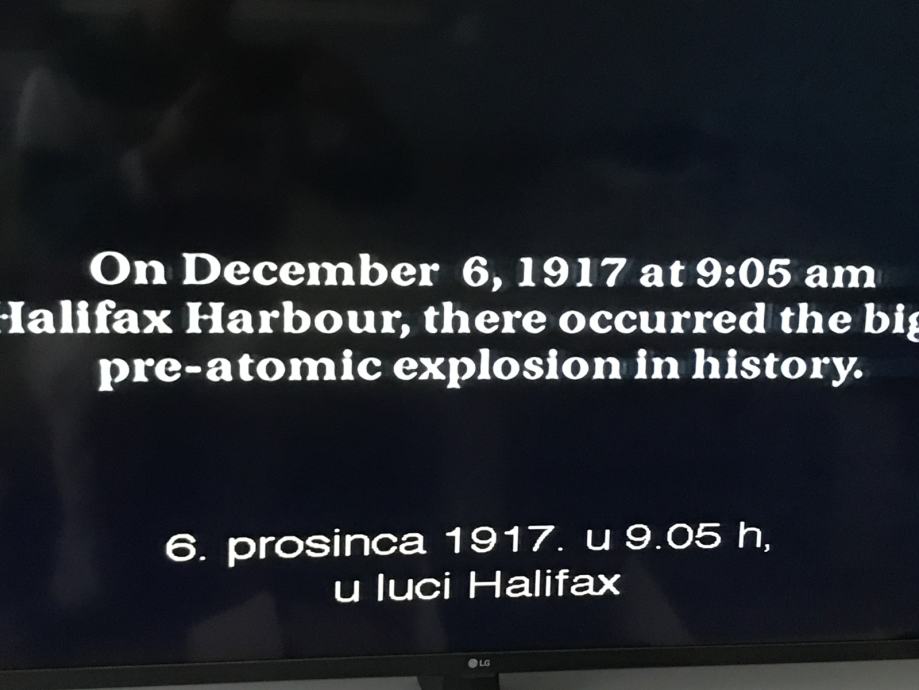 On December 6, 1917 at 9:05 am
Halifax Harbour, there occurred the big
pre-atomic explosion in history.
6. prosinca 1917. u 9.05 h,
u luci Halifax
LG